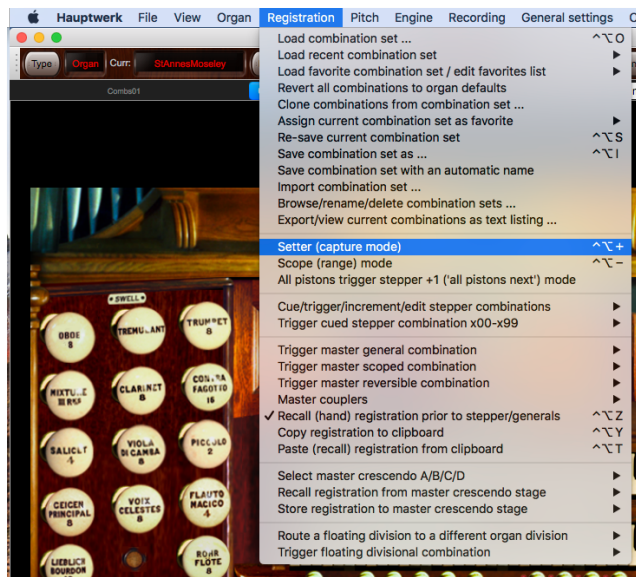 Hauptwerk File View Organ Registration Pitch Engine Recording General settings
Type Organ Curr: StAnnesMoseley
Combs01
Load combination set ... ^⌥O
Load recent combination set ▶
Load favorite combination set / edit favorites list ▶
Revert all combinations to organ defaults
Clone combinations from combination set ...
Assign current combination set as favorite ▶
Re-save current combination set ^⌥S
Save combination set as ... ^⌥I
Save combination set with an automatic name
Import combination set ...
Browse/rename/delete combination sets ...
Export/view current combinations as text listing ...
Setter (capture mode) ^⌥+
Scope (range) mode ^⌥−
All pistons trigger stepper +1 ('all pistons next') mode
Cue/trigger/increment/edit stepper combinations ▶
Trigger cued stepper combination x00-x99 ▶
Trigger master general combination ▶
Trigger master scoped combination ▶
Trigger master reversible combination ▶
Master couplers ▶
✓ Recall (hand) registration prior to stepper/generals ^⌥Z
Copy registration to clipboard ^⌥Y
Paste (recall) registration from clipboard ^⌥T
Select master crescendo A/B/C/D ▶
Recall registration from master crescendo stage ▶
Store registration to master crescendo stage ▶
Route a floating division to a different organ division ▶
Trigger floating divisional combination ▶
SWELL
OBOE
8
TREMULANT
TRUMPET
8
MIXTURE
III RKS
CLARINET
8
CONTRA
FAGOTTO
16
SALICET
4
VIOLA
DI GAMBA
8
PICCOLO
2
GEIGEN
PRINCIPAL
8
VOIX
CELESTES
8
FLAUTO
MAGICO
4
LIEBLICH
BOURDON
ROHR
FLÖTE
8